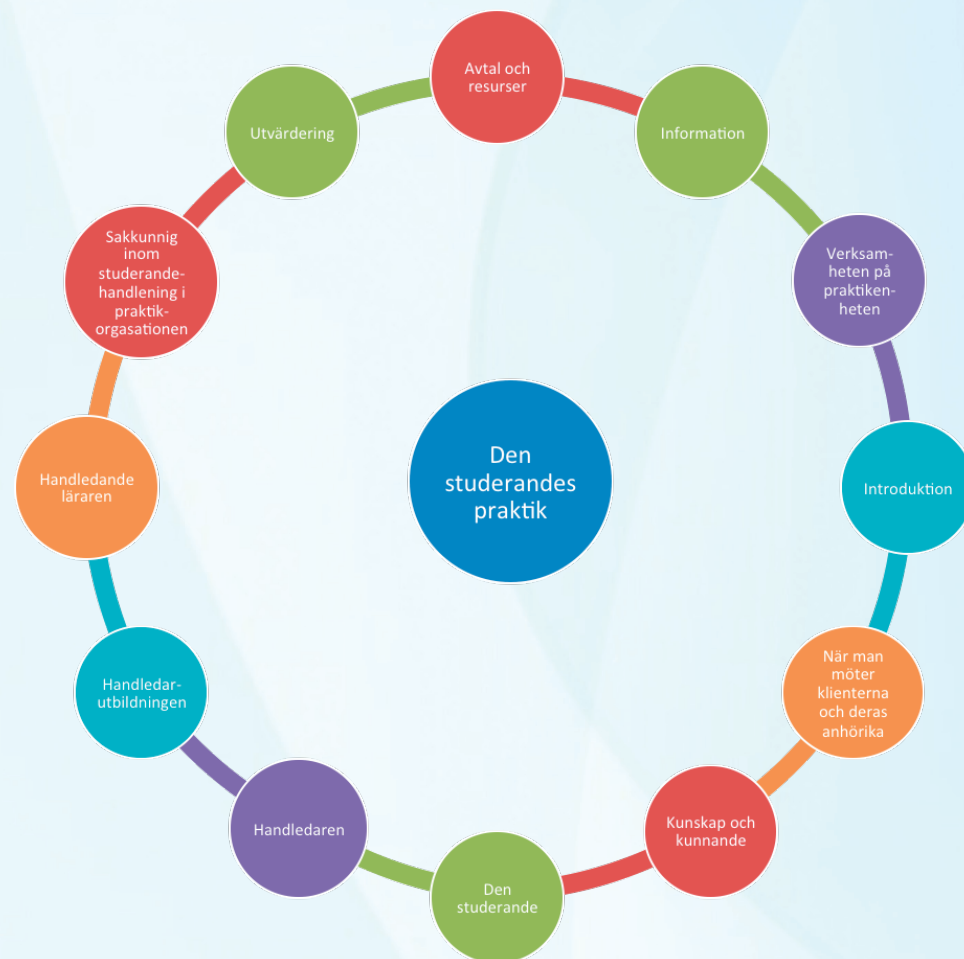 Avtal och
resurser
Information
Verksam-
heten på
praktiken-
heten
Introduktion
När man
möter
klienterna
och deras
anhörika
Kunskap och
kunnande
Den
studerande
Handledaren
Handledar-
utbildningen
Handledande
läraren
Sakkunnig
inom
studerande-
handlening i
praktik-
orgasationen
Utvärdering
Den
studerandes
praktik